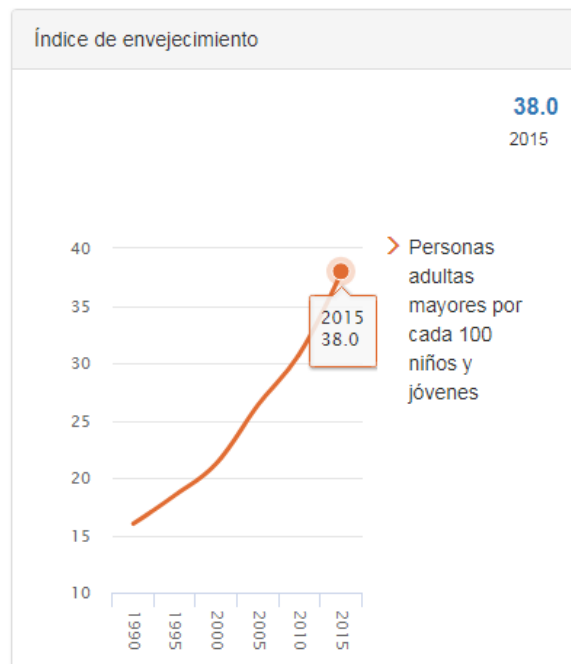 Índice de envejecimiento
38.0
2015
40
35
30
25
20
15
10
1990
1995
2000
2005
2010
2015
2015
38.0
Personas
adultas
mayores por
cada 100
niños y
jóvenes